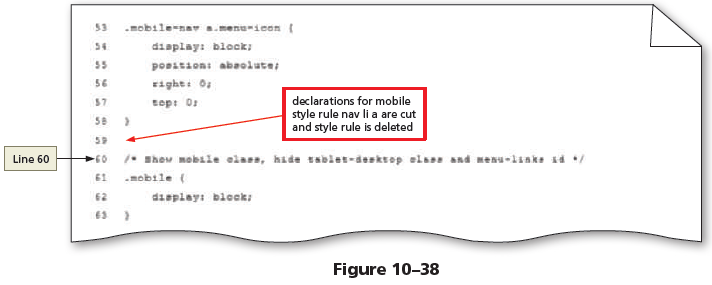 53 .mobile-nav a.menu-icon {
54 display: block;
55 position: absolute;
56 right: 0;
57 top: 0;
58 }
declarations for mobile
style rule nav li a are cut
and style rule is deleted
59
Line 60
60 /* Show mobile class, hide tablet-desktop class and menu-links id */
61 .mobile {
62 display: block;
63 }
Figure 10–38